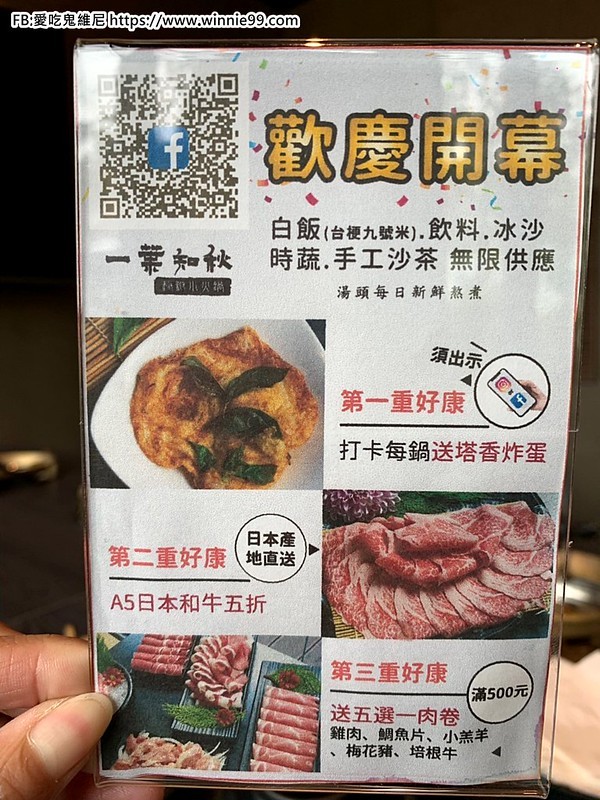 FB:愛吃鬼維尼 https://www.winnie99.com
歡慶開幕
白飯(台梗九號米).飲料.冰沙
時蔬.手工沙茶 無限供應
湯頭每日新鮮熬煮
一葉知秋
極鍋小火鍋
須出示
第一重好康
打卡每鍋送塔香炸蛋
第二重好康
日本產
地直送
A5日本和牛五折
第三重好康
滿500元
送五選一肉卷
雞肉、鯛魚片、小羔羊
、梅花豬、培根牛